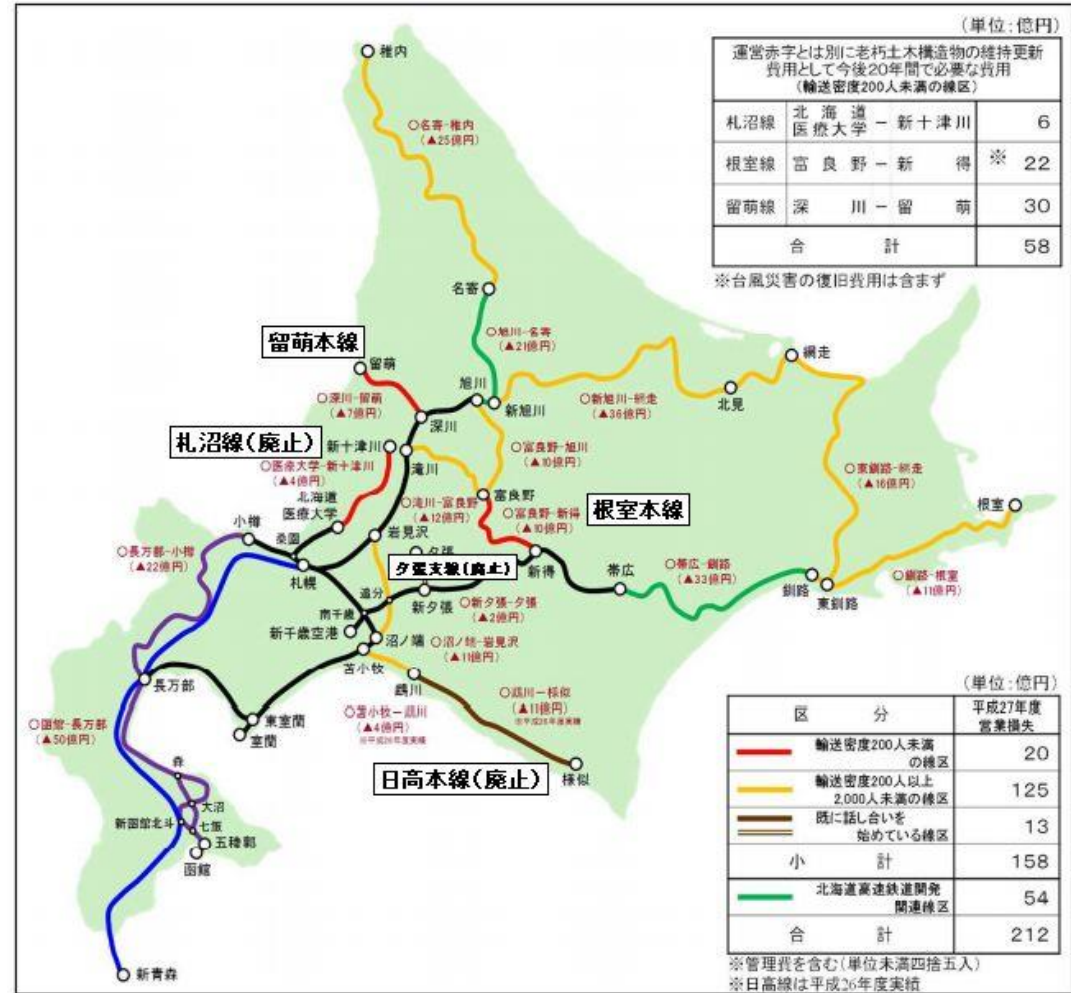 (単位:億円)
運営赤字とは別に老朽土木構造物の維持更新
費用として今後20年間で必要な費用
(輸送密度200人未満の線区)
札沼線 北海道医療大学-新十津川 6
根室線 富良野-新得 ※ 22
留萌線 深川-留萌 30
合計 58
※台風災害の復旧費用は含まず
稚内
○名寄-稚内
(▲25億円)
名寄
○旭川-名寄
(▲21億円)
留萌本線
留萌
○深川-留萌
(▲7億円)
旭川
新旭川
深川
○新旭川-網走
(▲36億円)
網走
北見
札沼線(廃止)
新十津川
滝川
○医療大学-新十津川
(▲4億円)
○富良野-旭川
(▲10億円)
○東釧路-網走
(▲16億円)
北海道
医療大学
○滝川-富良野
(▲12億円)
富良野
○富良野-新得
(▲10億円)
根室本線
根室
小樽
桑園
岩見沢
○長万部-小樽
(▲22億円)
札幌
夕張
夕張支線(廃止)
新得
帯広
○帯広-釧路
(▲33億円)
釧路
東釧路
○釧路-根室
(▲11億円)
追分
新夕張
○新夕張-夕張
(▲2億円)
南千歳
新千歳空港
沼ノ端
○沼ノ端-岩見沢
(▲11億円)
苫小牧
鵡川
○鵡川-様似
(▲11億円)
※平成26年度実績
○苫小牧-鵡川
(▲4億円)
※平成26年度実績
長万部
東室蘭
室蘭
○函館-長万部
(▲50億円)
日高本線(廃止)
様似
森
大沼
新函館北斗
七飯
五稜郭
函館
新青森
(単位:億円)
区分 平成27年度
営業損失
輸送密度200人未満
の線区 20
輸送密度200人以上
2,000人未満の線区 125
既に話し合いを
始めている線区 13
小計 158
北海道高速鉄道開発
関連線区 54
合計 212
※管理費を含む(単位未満四捨五入)
※日高線は平成26年度実績